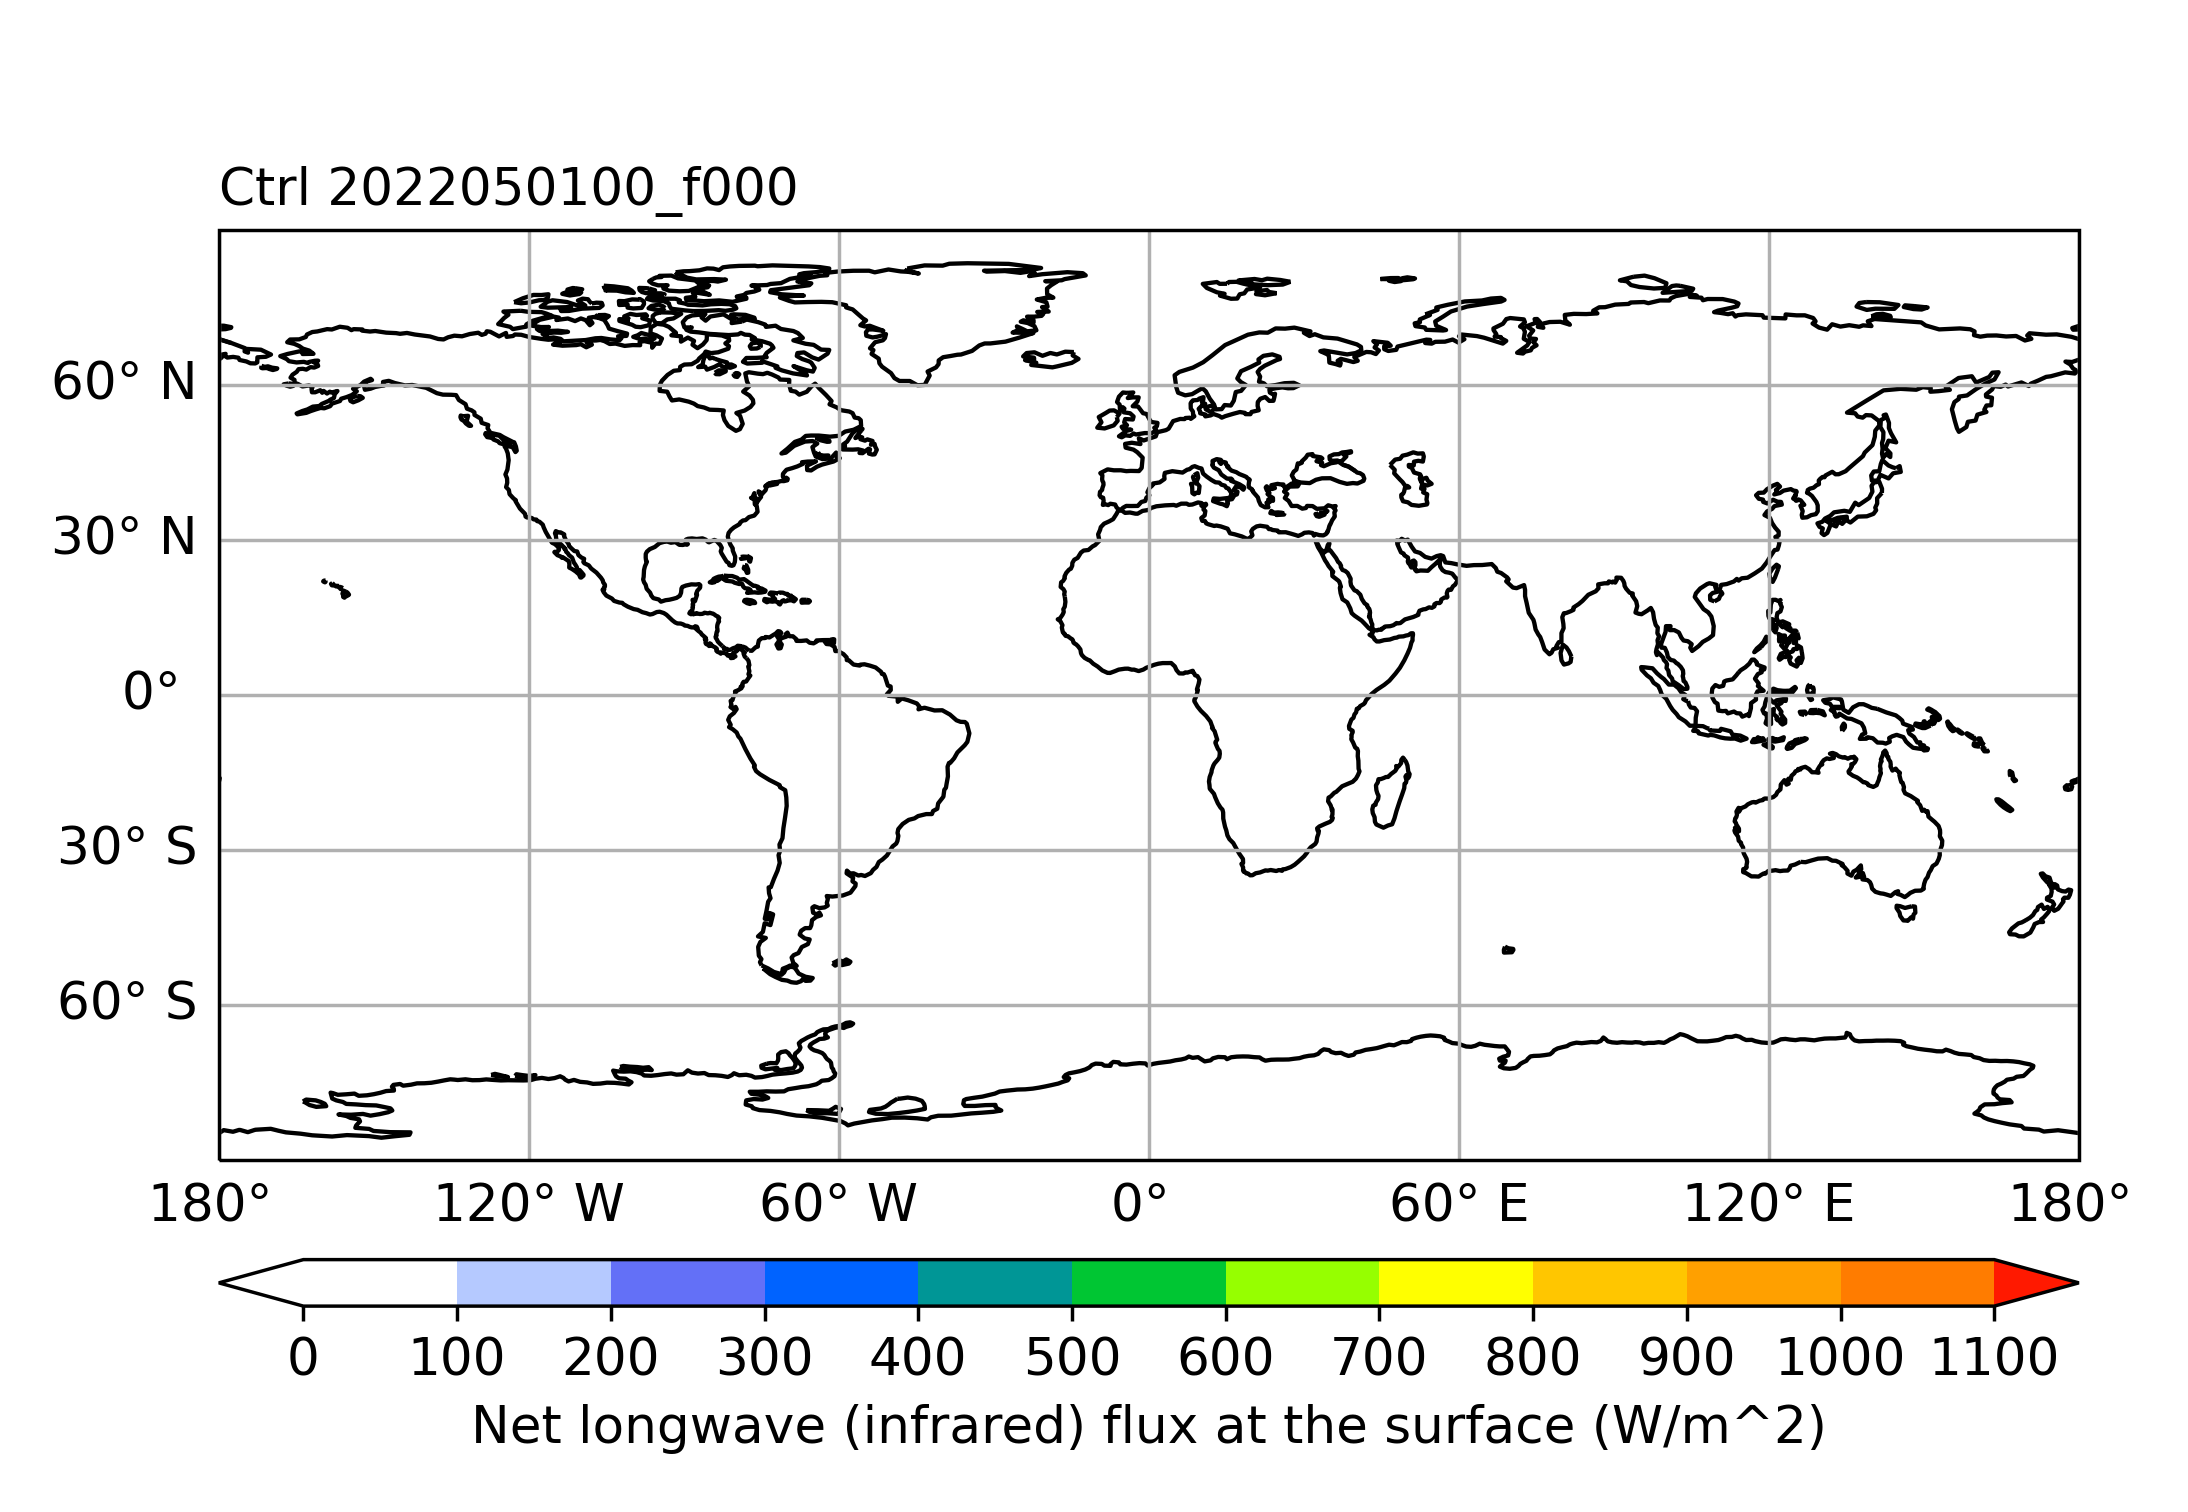 Ctrl 2022050100_f000
60° N
30° N
0°
30° S
60° S
180° 120° W 60° W 0° 60° E 120° E 180°
0 100 200 300 400 500 600 700 800 900 1000 1100
Net longwave (infrared) flux at the surface (W/m^2)